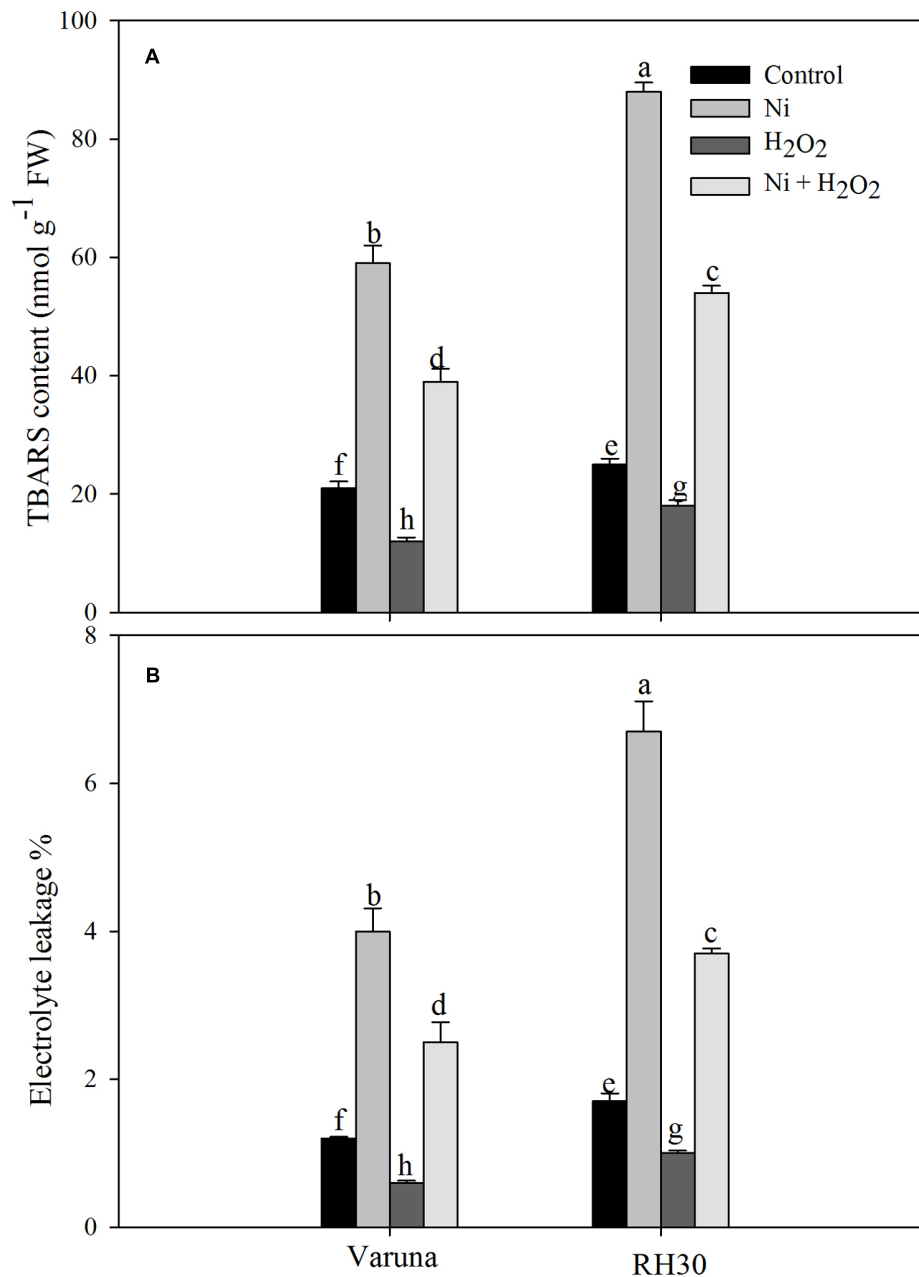 A
100
80
60
40
20
0
TBARS content (nmol g⁻¹ FW)
Control
Ni
H₂O₂
Ni + H₂O₂
f
b
h
d
e
a
g
c
B
8
6
4
2
0
Electrolyte leakage %
f
b
h
d
e
a
g
c
Varuna
RH30